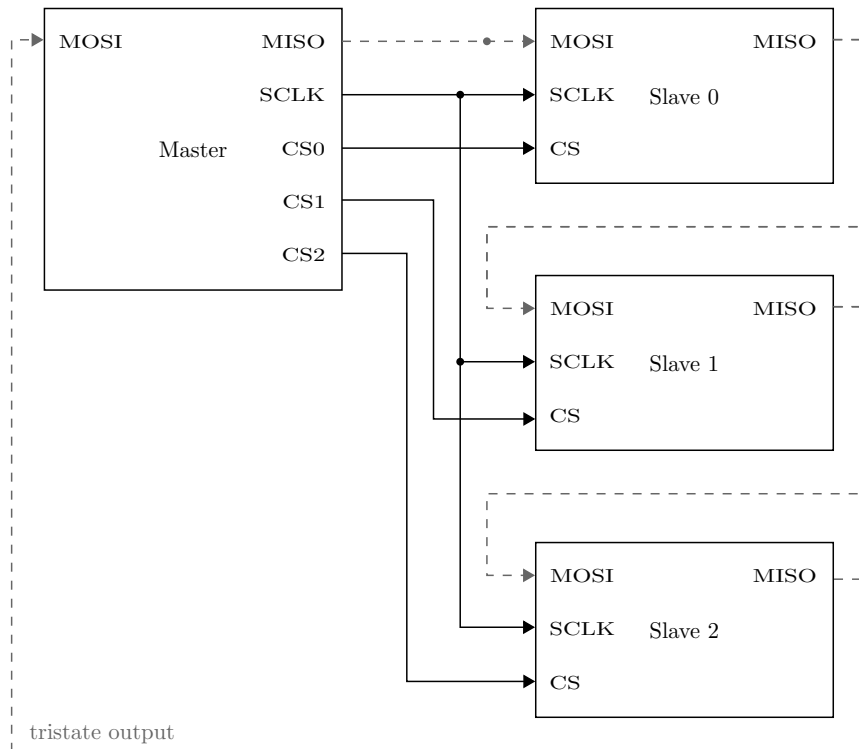 MOSI MISO
SCLK
Master CS0
CS1
CS2
MOSI MISO
SCLK Slave 0
CS
MOSI MISO
SCLK Slave 1
CS
MOSI MISO
SCLK Slave 2
CS
tristate output